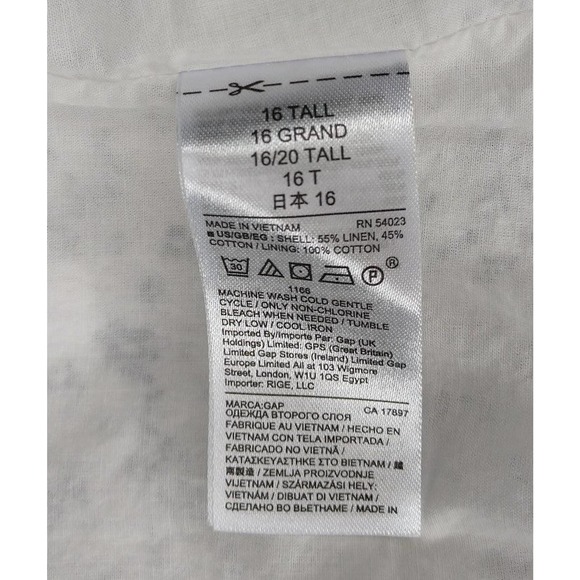 16 TALL
16 GRAND
16/20 TALL
16 T
日本 16
MADE IN VIETNAM RN 54023
■ US/GB/EG : SHELL: 55% LINEN, 45%
COTTON / LINING: 100% COTTON
30 P ®
1166
MACHINE WASH COLD GENTLE
CYCLE / ONLY NON-CHLORINE
BLEACH WHEN NEEDED / TUMBLE
DRY LOW / COOL IRON
Imported By/Importe Par: Gap (UK
Holdings) Limited: GPS (Great Britain)
Limited Gap Stores (Ireland) Limited Gap
Europe Limited All at 103 Wigmore
Street, London, W1U 1QS Egypt
Importer: RIGE, LLC
MARCA:GAP CA 17897
ОДЕЖДА ВТОРОГО СЛОЯ
FABRIQUE AU VIETNAM / HECHO EN
VIETNAM CON TELA IMPORTADA /
FABRICADO NO VIETNÃ /
ΚΑΤΑΣΚΕΥΑΣΤΗΚΕ ΣΤΟ ΒΙΕΤΝΑΜ / 越
南製造 / ZEMLJA PROIZVODNJE
VIJETNAM / SZÁRMAZÁSI HELY:
VIETNÁM / DIBUAT DI VIETNAM /
СДЕЛАНО ВО ВЬЕТНАМЕ / MADE IN